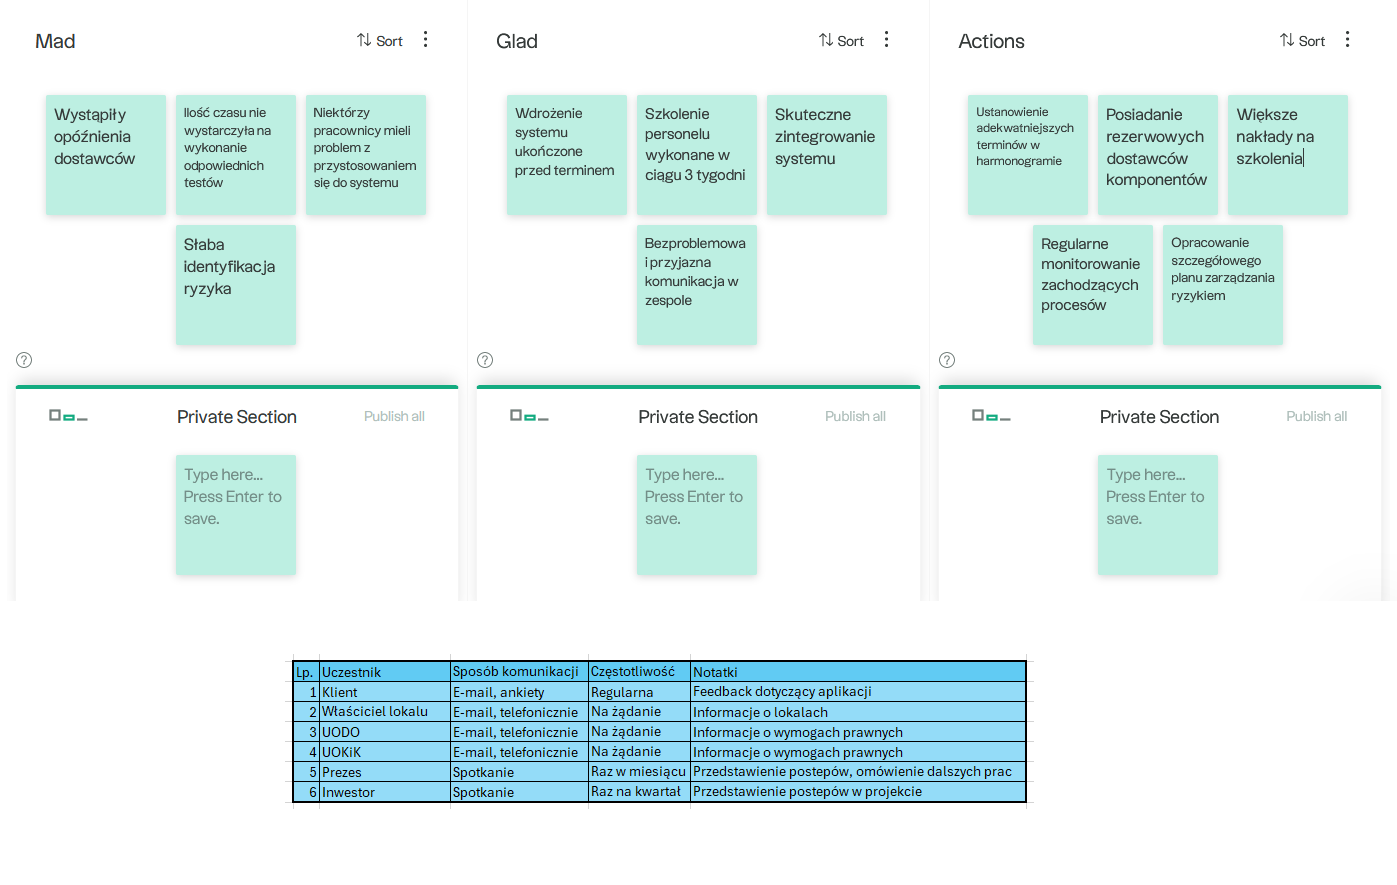 Mad
Sort
Wystąpiły
opóźnienia
dostawców
Ilość czasu nie
wystarczyła na
wykonanie
odpowiednich
testów
Niektórzy
pracownicy mieli
problem z
przystosowaniem
się do systemu
Słaba
identyfikacja
ryzyka
?
Private Section
Publish all
Type here...
Press Enter to
save.
Glad
Sort
Wdrożenie
systemu
ukończone
przed terminem
Szkolenie
personelu
wykonane w
ciągu 3 tygodni
Skuteczne
zintegrowanie
systemu
Bezproblemowa
i przyjazna
komunikacja w
zespole
?
Private Section
Publish all
Type here...
Press Enter to
save.
Actions
Sort
Ustanowienie
adekwatniejszych
terminów w
harmonogramie
Posiadanie
rezerwowych
dostawców
komponentów
Większe
nakłady na
szkolenia
Regularne
monitorowanie
zachodzących
procesów
Opracowanie
szczegółowego
planu zarządzania
ryzykiem
?
Private Section
Publish all
Type here...
Press Enter to
save.
Lp. Uczestnik Sposób komunikacji Częstotliwość Notatki
1 Klient E-mail, ankiety Regularna Feedback dotyczący aplikacji
2 Właściciel lokalu E-mail, telefonicznie Na żądanie Informacje o lokalach
3 UODO E-mail, telefonicznie Na żądanie Informacje o wymogach prawnych
4 UOKiK E-mail, telefonicznie Na żądanie Informacje o wymogach prawnych
5 Prezes Spotkanie Raz w miesiącu Przedstawienie postepów, omówienie dalszych prac
6 Inwestor Spotkanie Raz na kwartał Przedstawienie postepów w projekcie